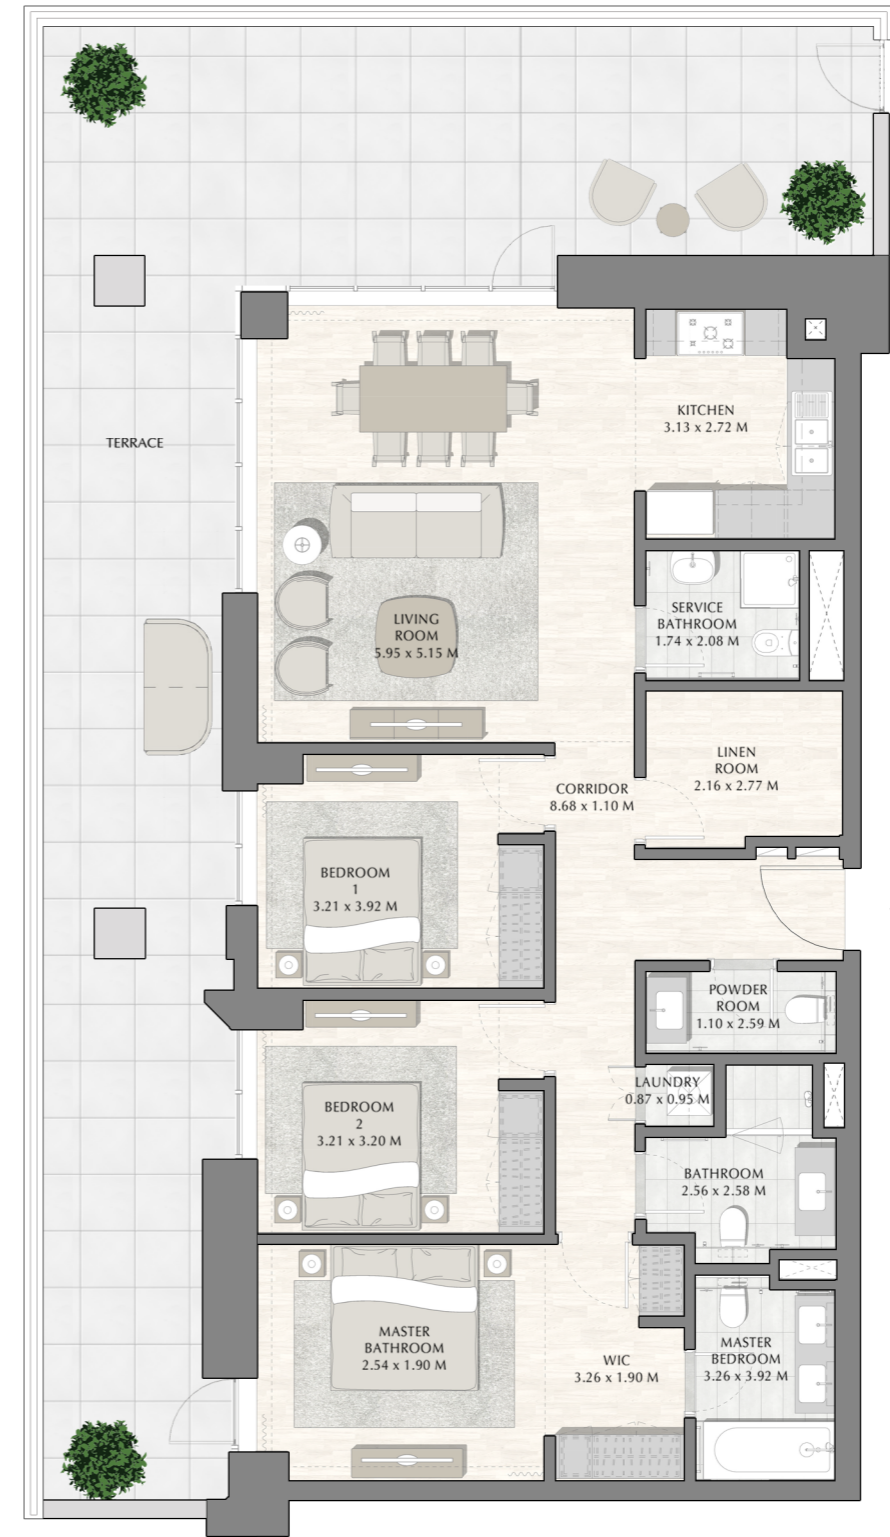 KITCHEN
3.13 x 2.72 M
TERRACE
LIVING
ROOM
5.95 x 5.15 M
SERVICE
BATHROOM
1.74 x 2.08 M
LINEN
ROOM
2.16 x 2.77 M
CORRIDOR
8.68 x 1.10 M
BEDROOM
1
3.21 x 3.92 M
POWDER
ROOM
1.10 x 2.59 M
LAUNDRY
0.87 x 0.95 M
BEDROOM
2
3.21 x 3.20 M
BATHROOM
2.56 x 2.58 M
MASTER
BATHROOM
2.54 x 1.90 M
WIC
3.26 x 1.90 M
MASTER
BEDROOM
3.26 x 3.92 M